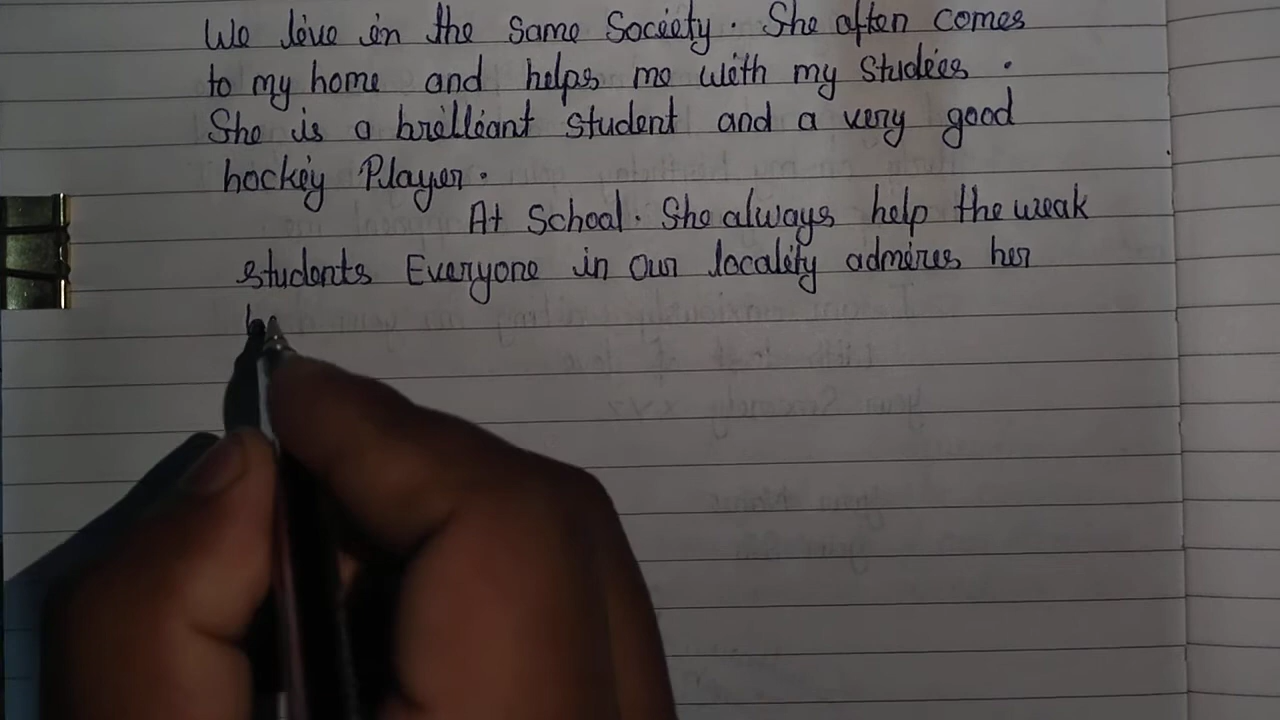 We live in the same Society. She often comes
to my home and helps me with my studies.
She is a brilliant student and a very good
hockey Player.
At School. She always help the weak
students Everyone in our locality admires her